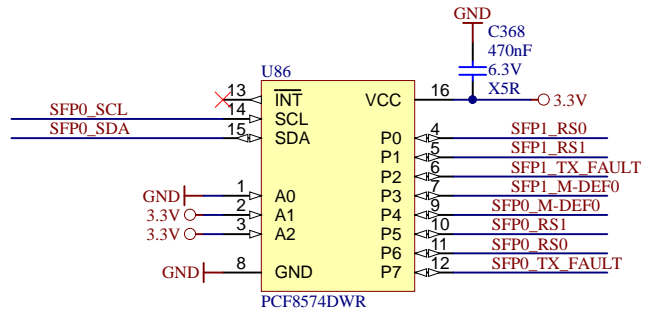 GND
C368
470nF
6.3V
X5R
U86
13 INT VCC 16 3.3V
SFP0_SCL 14 SCL
SFP0_SDA 15 SDA P0 4 SFP1_RS0
P1 5 SFP1_RS1
P2 6 SFP1_TX_FAULT
GND 1 A0 P3 7 SFP1_M-DEF0
3.3V 2 A1 P4 9 SFP0_M-DEF0
3.3V 3 A2 P5 10 SFP0_RS1
P6 11 SFP0_RS0
GND 8 GND P7 12 SFP0_TX_FAULT
PCF8574DWR